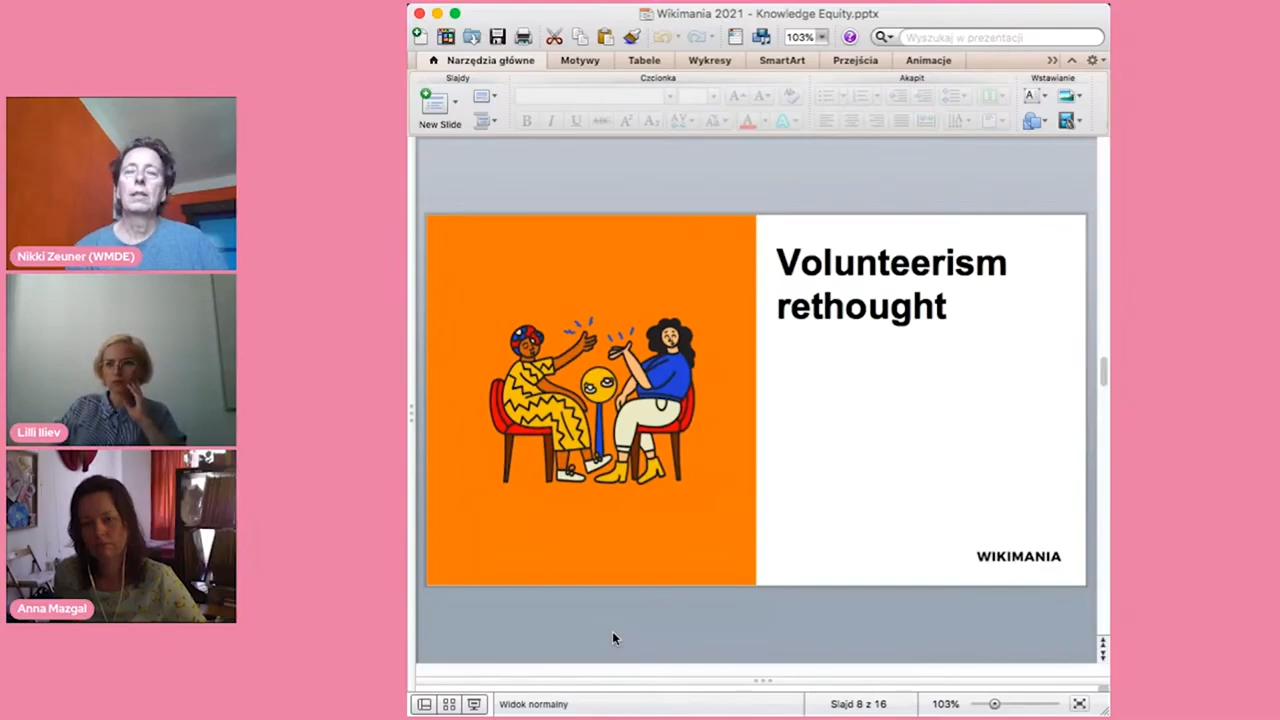 Nikki Zeuner (WMDE)
Lilli Iliev
Anna Mazgal
Wikimania 2021 - Knowledge Equity.pptx
103%
Wyszukaj w prezentacji
Narzędzia główne
Motywy
Tabele
Wykresy
SmartArt
Przejścia
Animacje
Slajdy
Czcionka
Akapit
Wstawianie
New Slide
Volunteerism
rethought
WIKIMANIA
Widok normalny
Slajd 8 z 16
103%